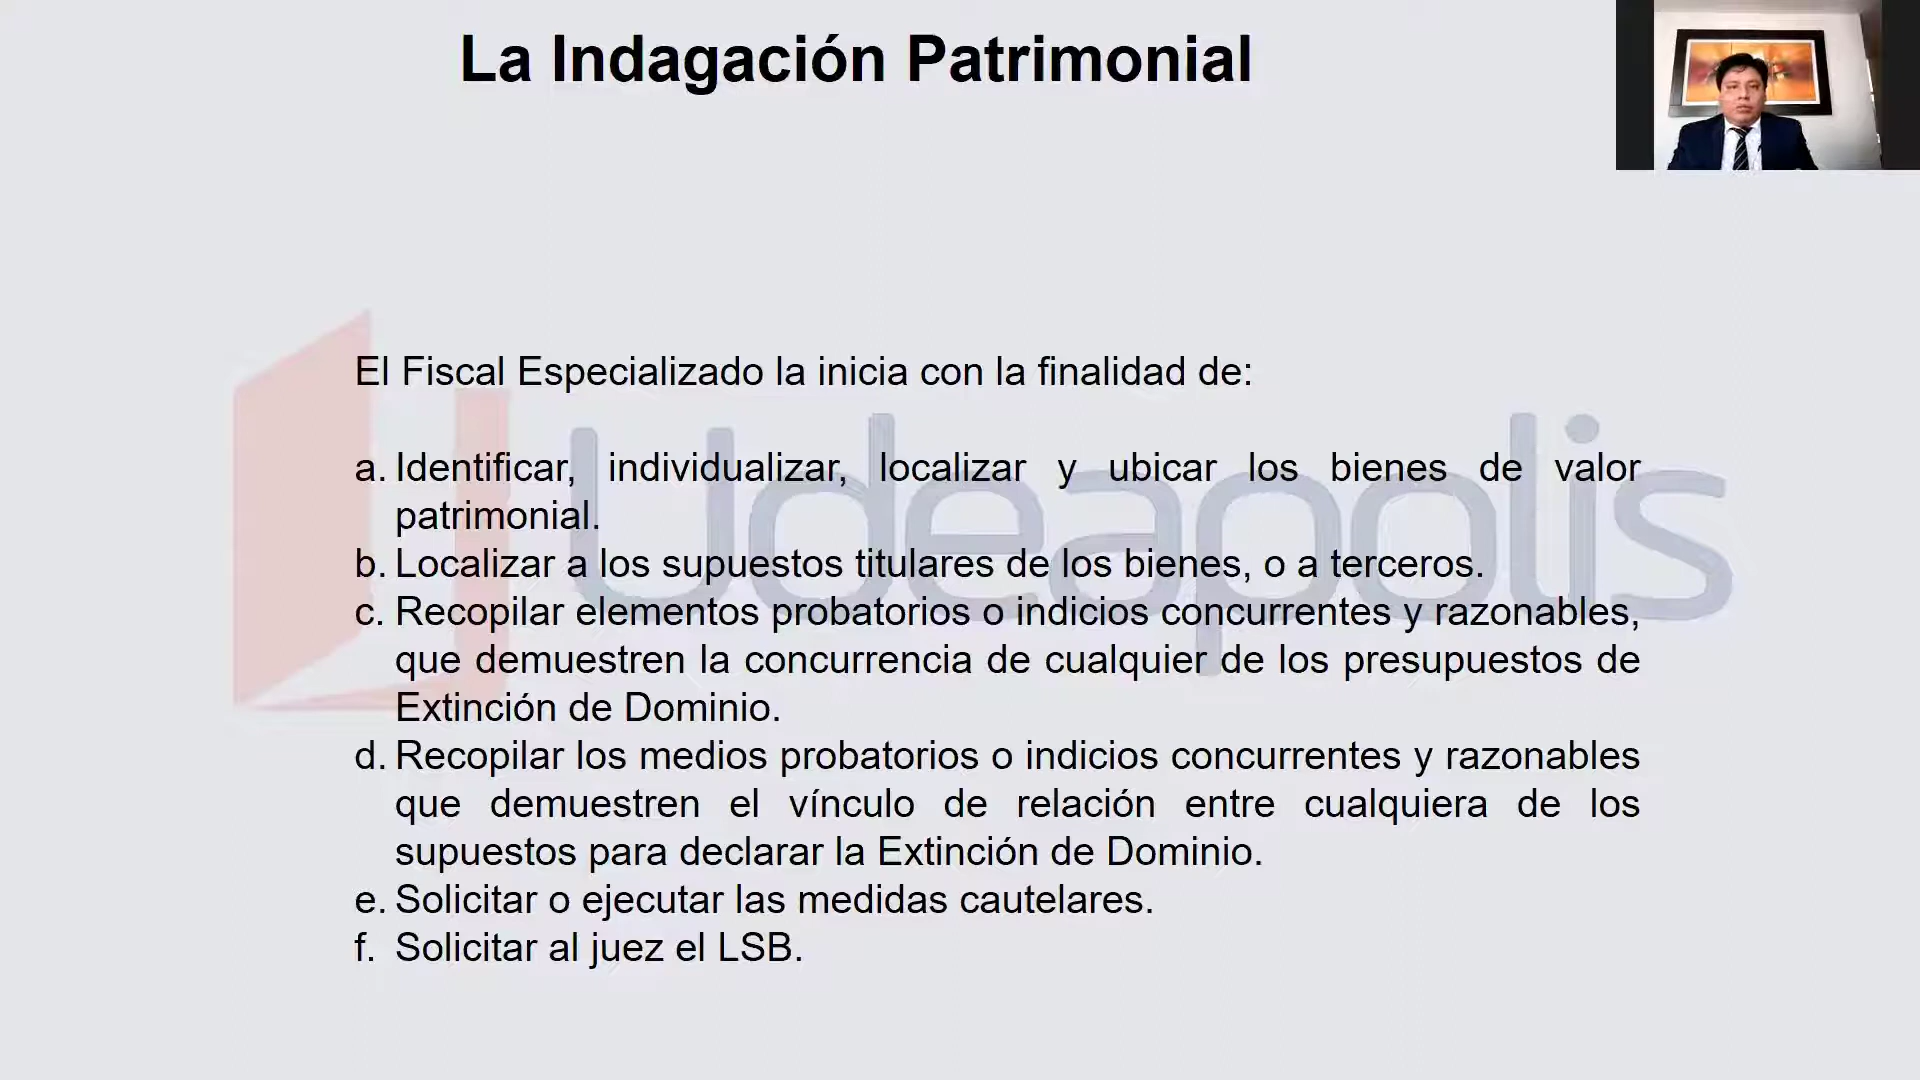 La Indagación Patrimonial
El Fiscal Especializado la inicia con la finalidad de:
a. Identificar, individualizar, localizar y ubicar los bienes de valor
patrimonial.
b. Localizar a los supuestos titulares de los bienes, o a terceros.
c. Recopilar elementos probatorios o indicios concurrentes y razonables,
que demuestren la concurrencia de cualquier de los presupuestos de
Extinción de Dominio.
d. Recopilar los medios probatorios o indicios concurrentes y razonables
que demuestren el vínculo de relación entre cualquiera de los
supuestos para declarar la Extinción de Dominio.
e. Solicitar o ejecutar las medidas cautelares.
f. Solicitar al juez el LSB.
Udeapolis